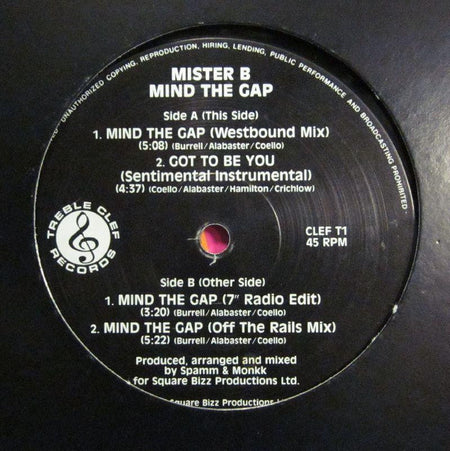 UNAUTHORIZED COPYING, REPRODUCTION, HIRING, LENDING, PUBLIC PERFORMANCE AND BROADCASTING PROHIBITED
MISTER B
MIND THE GAP
Side A (This Side)
1. MIND THE GAP (Westbound Mix)
(5:08) (Burrell/Alabaster/Coello)
2. GOT TO BE YOU
(Sentimental Instrumental)
(4:37) (Coello/Alabaster/Hamilton/Crichlow)
TREBLE CLEF
RECORDS
CLEF T1
45 RPM
Side B (Other Side)
1. MIND THE GAP (7" Radio Edit)
(3:20) (Burrell/Alabaster/Coello)
2. MIND THE GAP (Off The Rails Mix)
(5:22) (Burrell/Alabaster/Coello)
Produced, arranged and mixed
by Spamm & Monkk
for Square Bizz Productions Ltd.
Square Bizz Productions